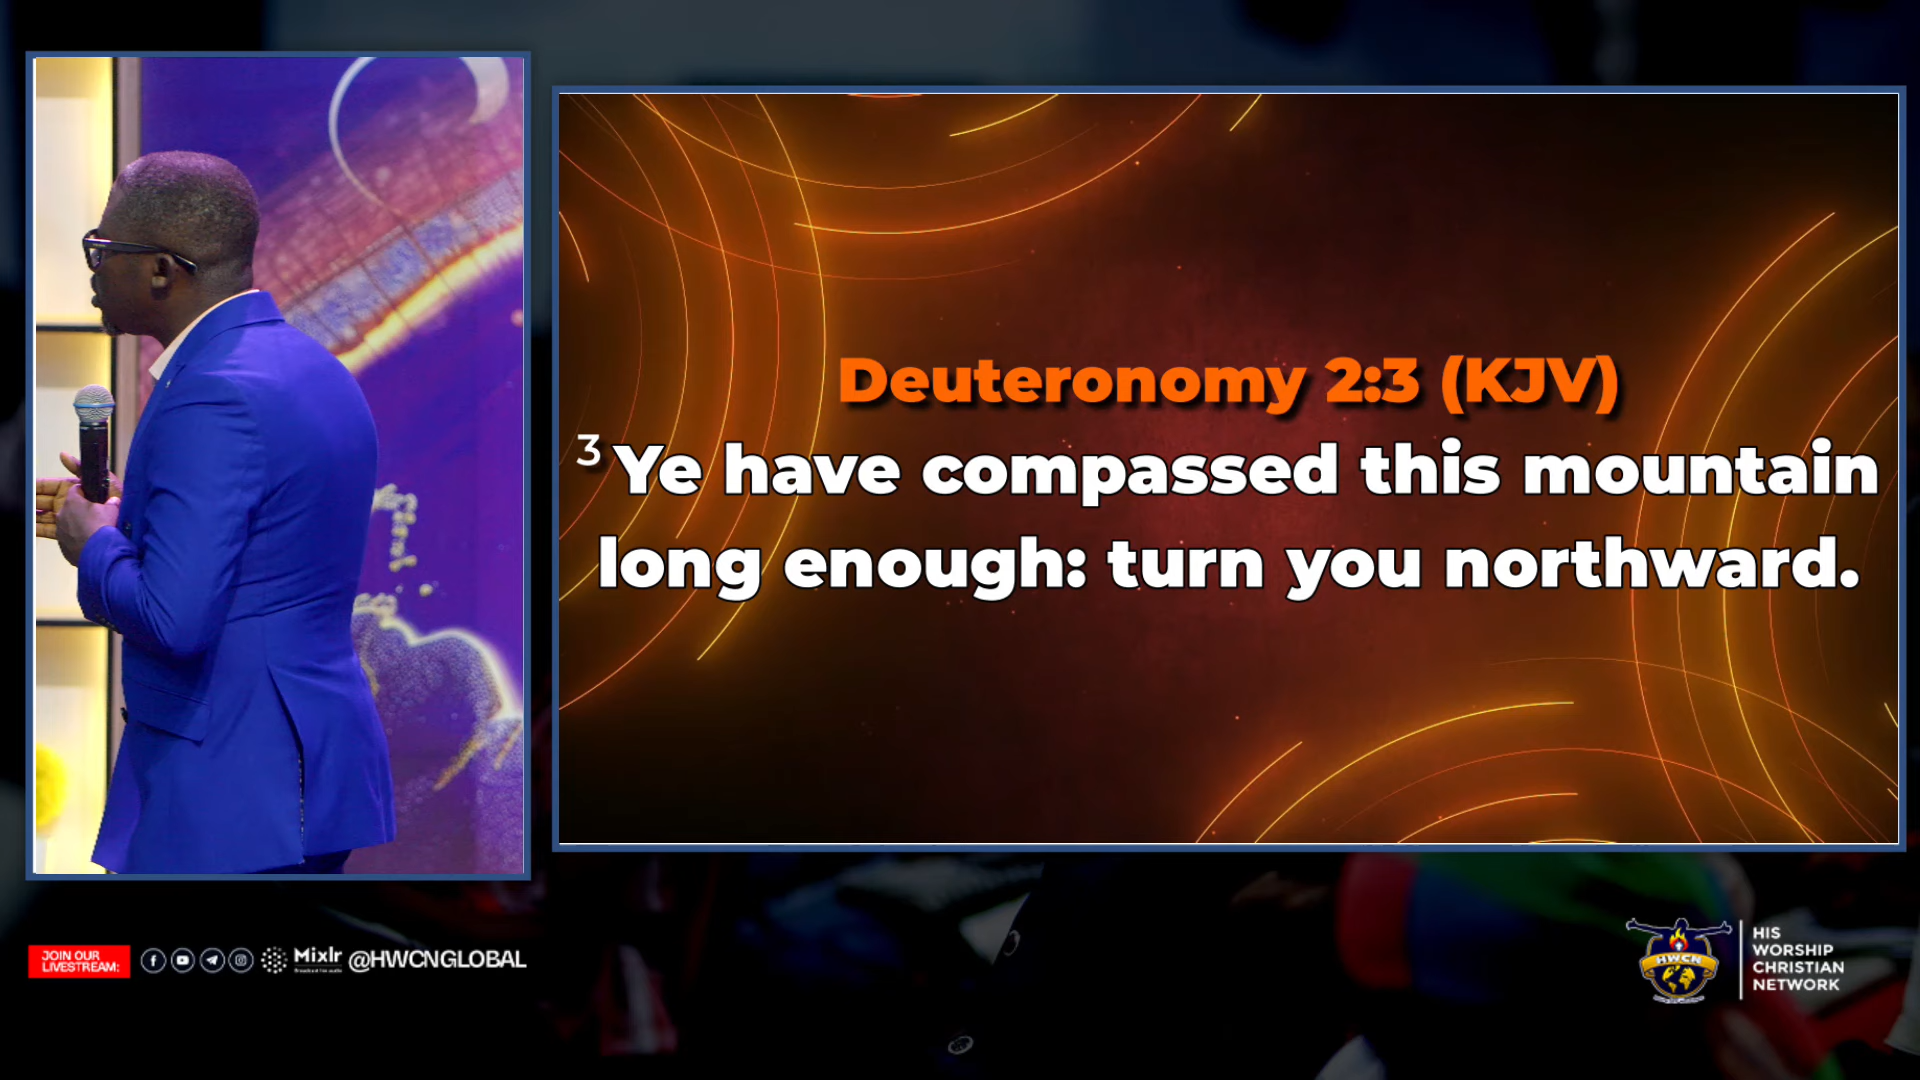 Deuteronomy 2:3 (KJV)
3 Ye have compassed this mountain
long enough: turn you northward.
JOIN OUR
LIVESTREAM:
Mixlr
@HWCNGLOBAL
HWCN
HIS
WORSHIP
CHRISTIAN
NETWORK